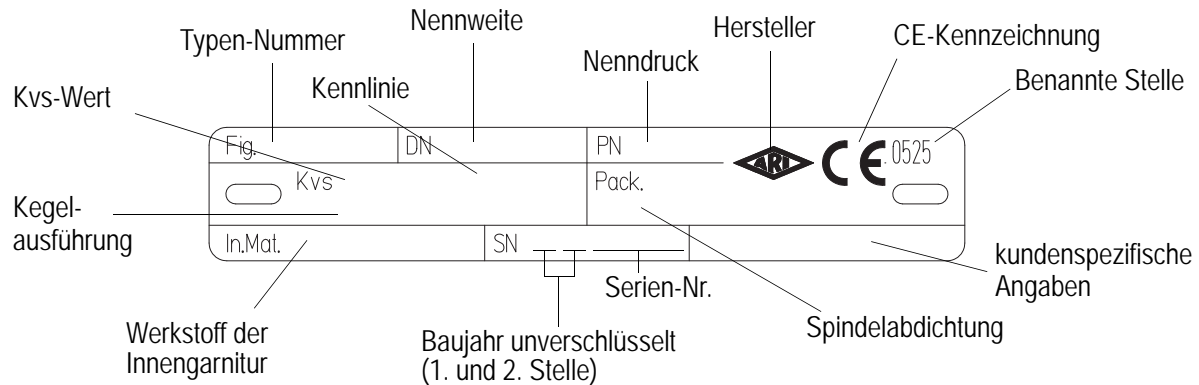 Nennweite
Hersteller
Typen-Nummer
CE-Kennzeichnung
Nenndruck
Benannte Stelle
Kennlinie
Kvs-Wert
Fig.
DN
PN
ARI
CE
0525
Kvs
Pack.
Kegel-
ausführung
In.Mat.
SN
kundenspezifische
Angaben
Serien-Nr.
Spindelabdichtung
Werkstoff der
Innengarnitur
Baujahr unverschlüsselt
(1. und 2. Stelle)